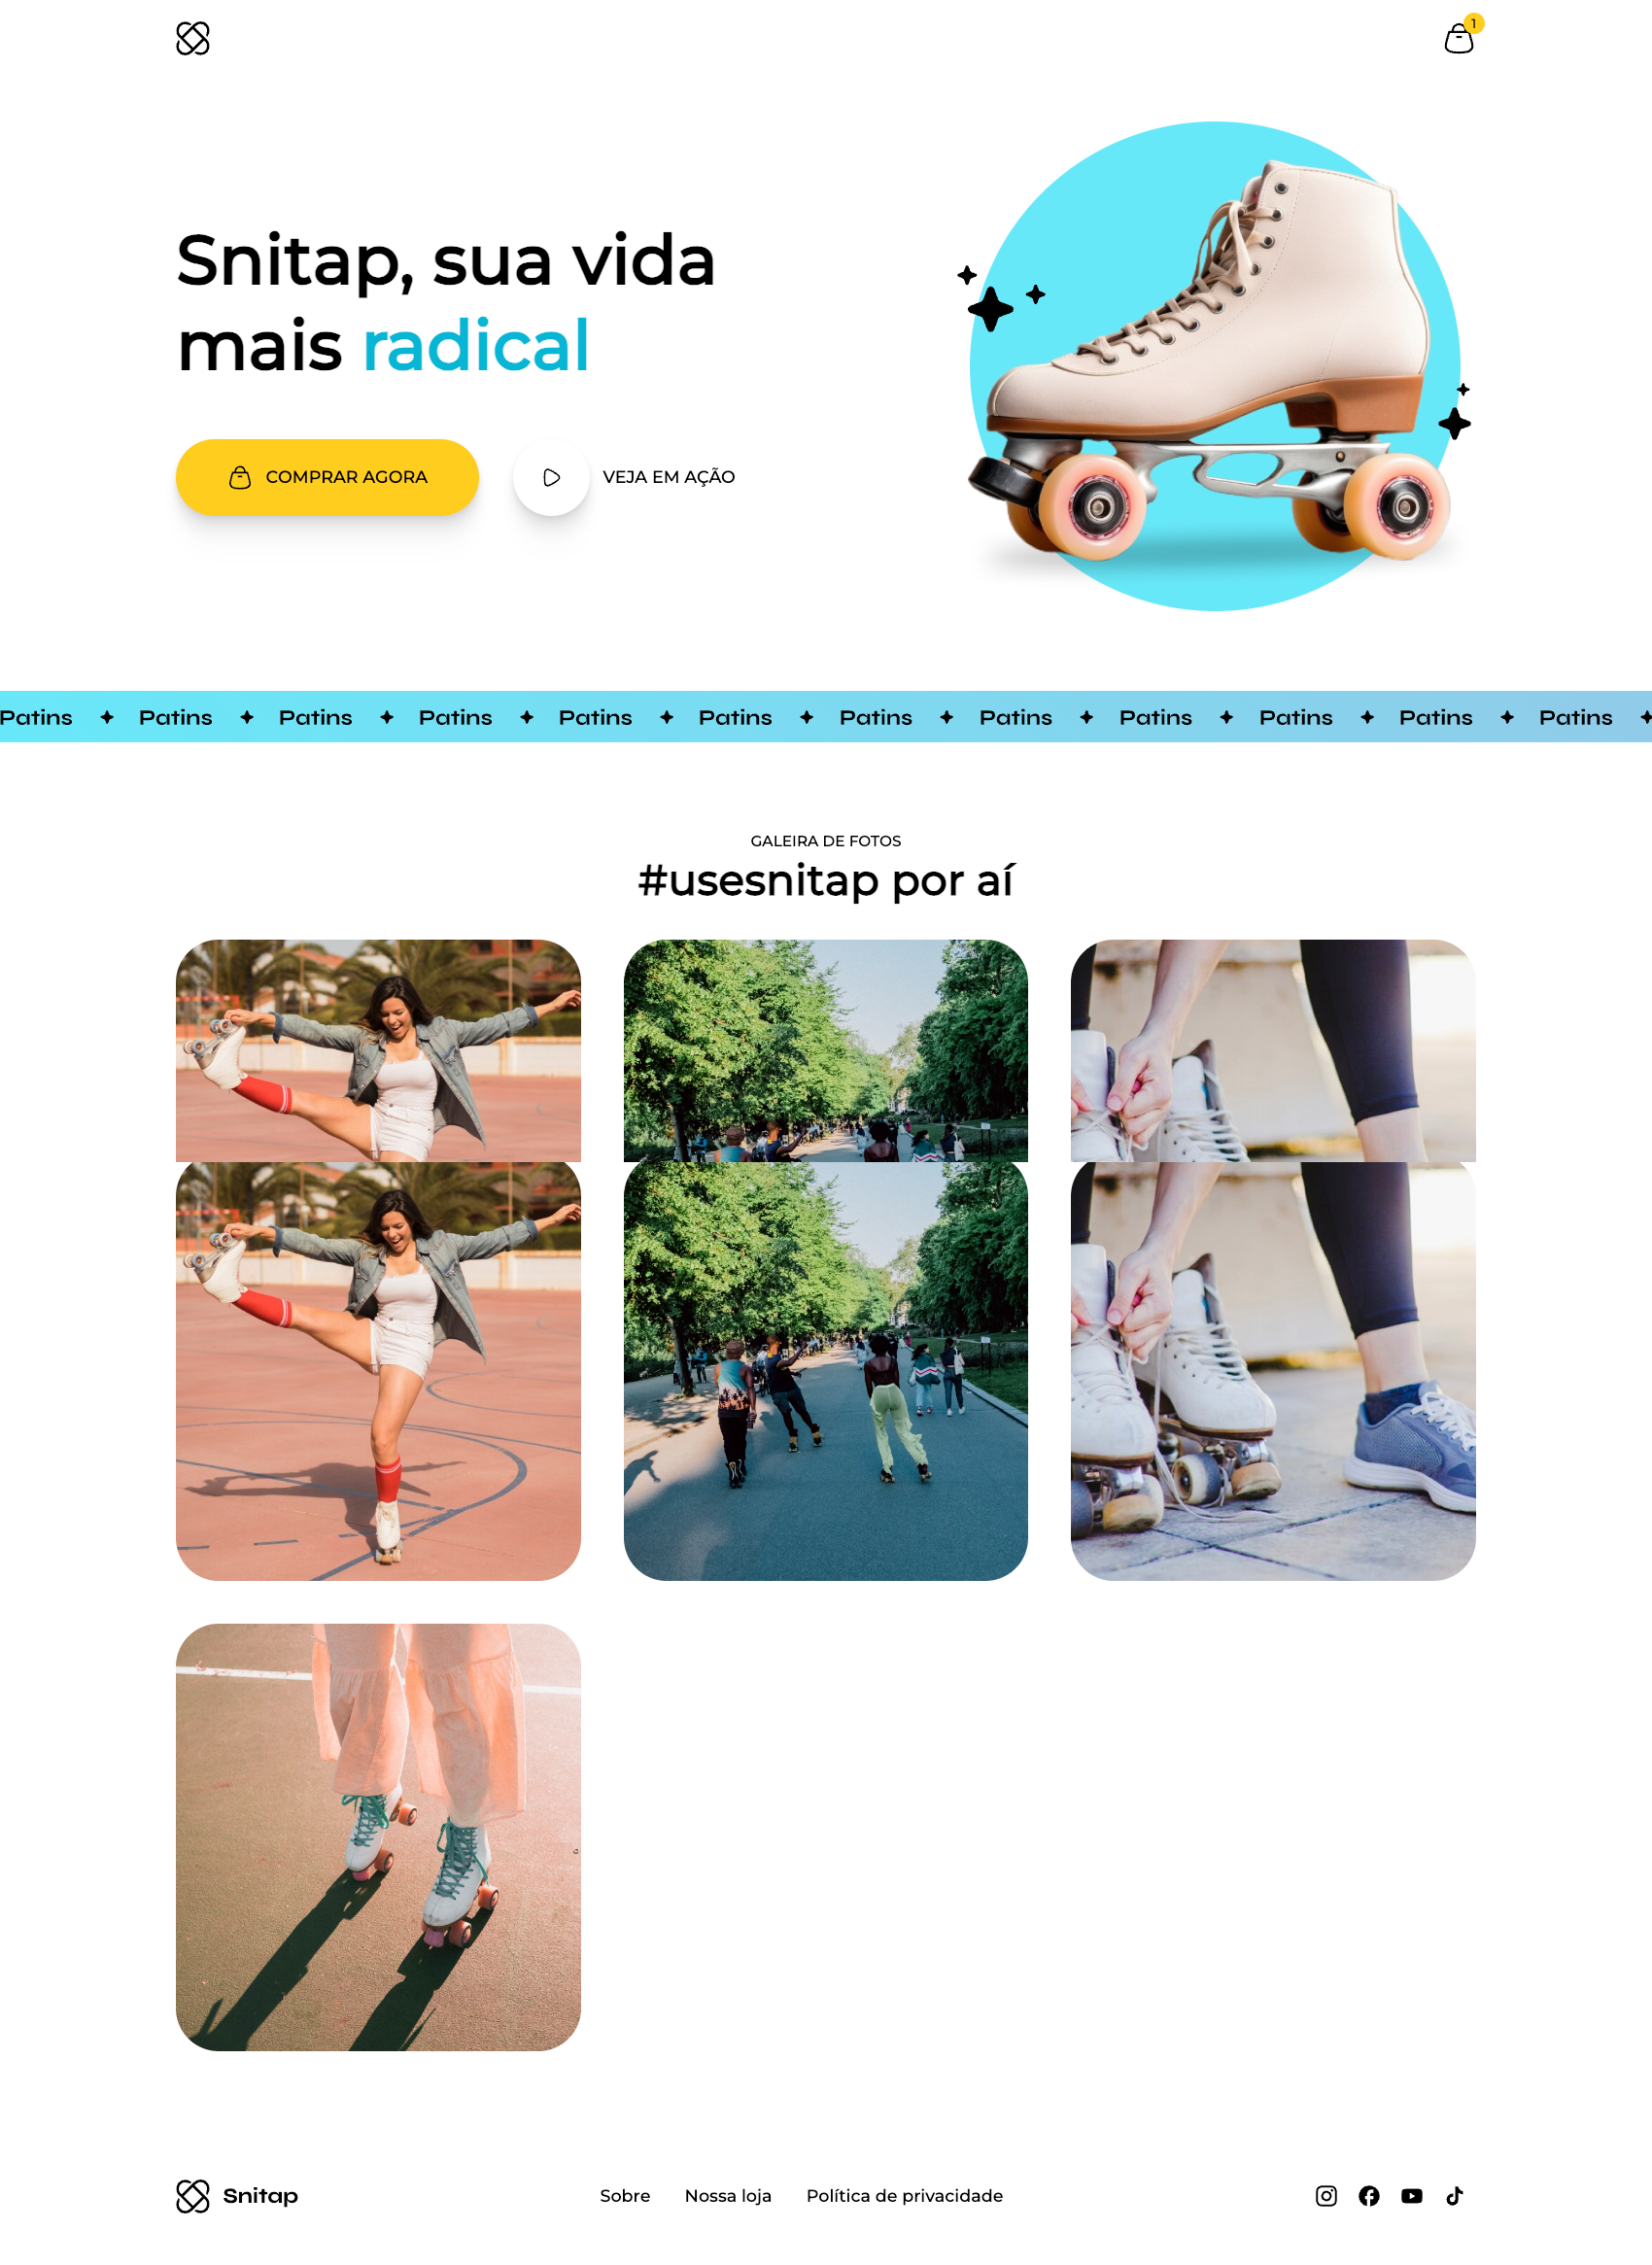 1
Snitap, sua vida
mais radical
COMPRAR AGORA
VEJA EM AÇÃO
Patins Patins Patins Patins Patins Patins Patins Patins Patins Patins Patins Patins
GALEIRA DE FOTOS
#usesnitap por aí
Snitap
Sobre
Nossa loja
Política de privacidade